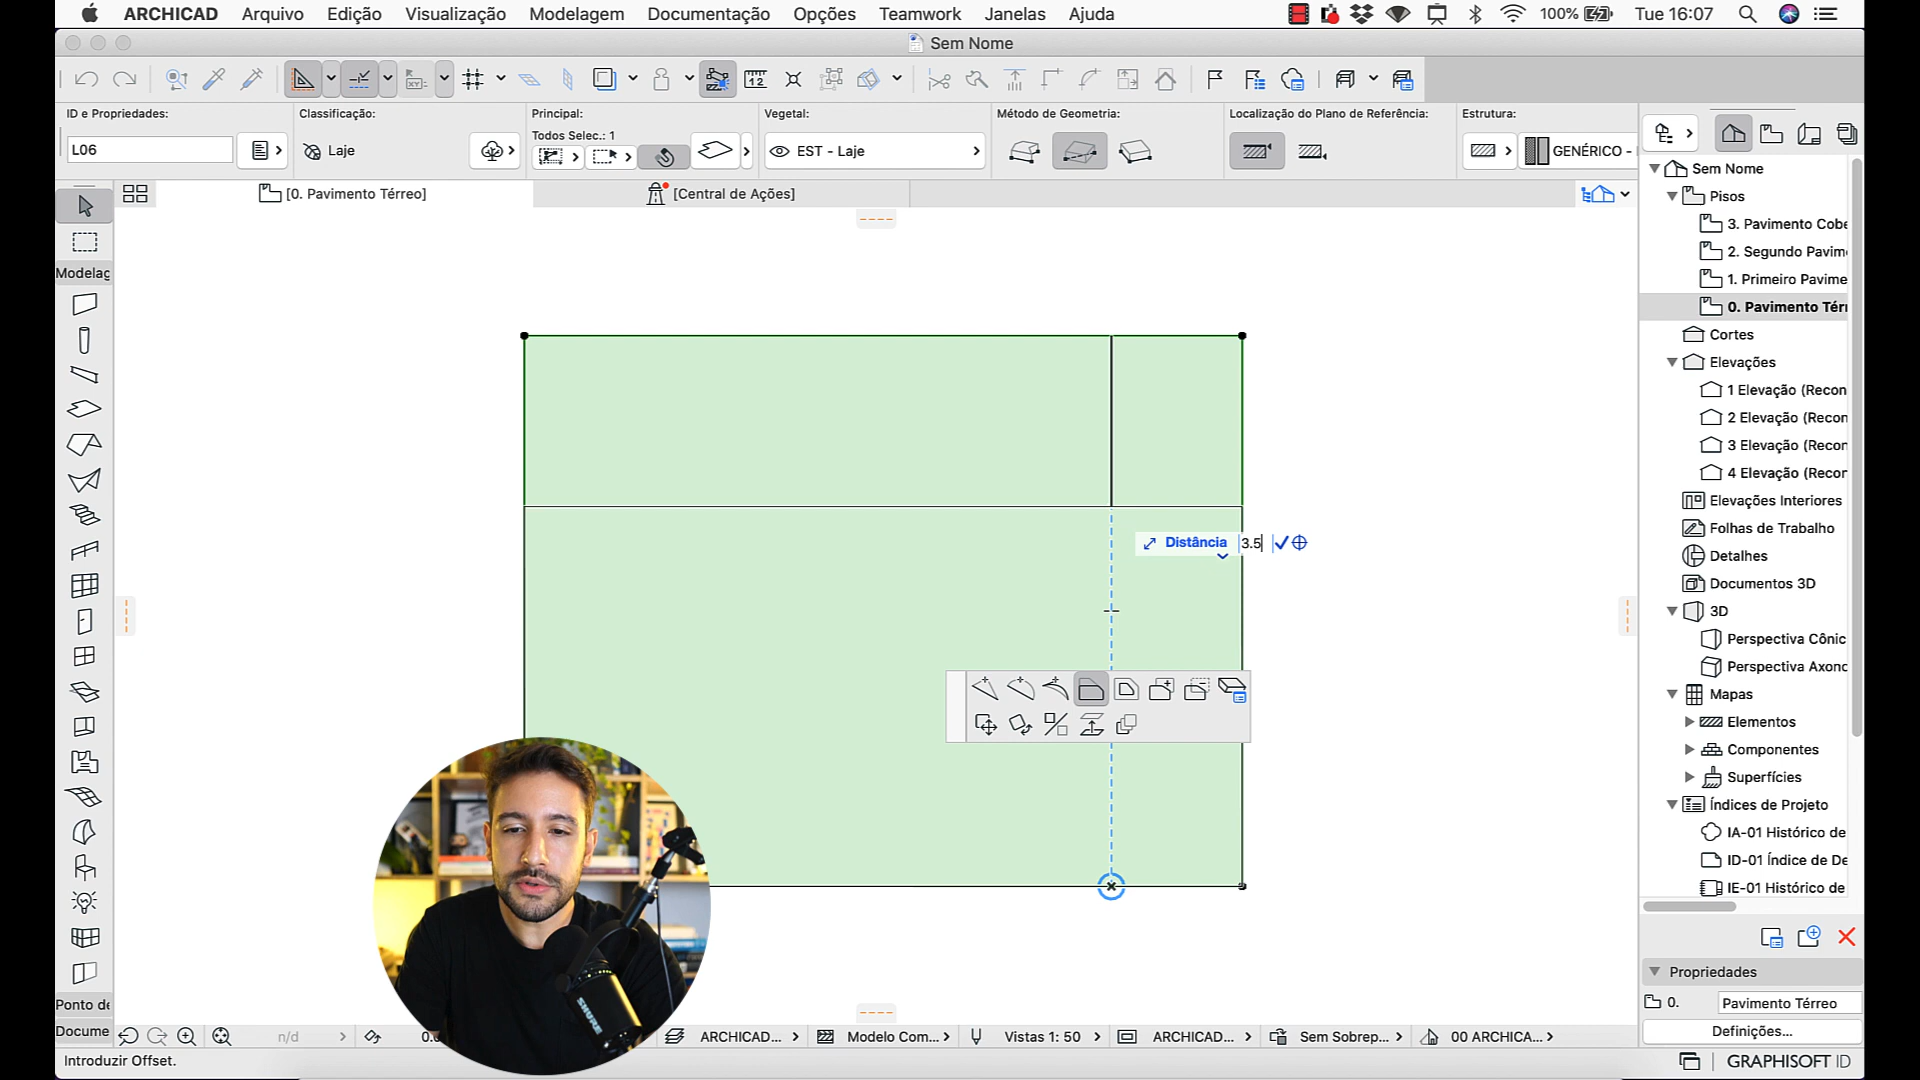 ARCHICAD Arquivo Edição Visualização Modelagem Documentação Opções Teamwork Janelas Ajuda 100% Tue 16:07
Sem Nome
ID e Propriedades: Classificação: Principal: Vegetal: Método de Geometria: Localização do Plano de Referência: Estrutura:
Todos Selec.: 1
L06 Laje EST - Laje GENÉRICO -
[0. Pavimento Térreo] [Central de Ações]
Modelag
Ponto de
Docume
Distância 3.5
Sem Nome
Pisos
3. Pavimento Cobe
2. Segundo Pavim
1. Primeiro Pavime
0. Pavimento Térr
Cortes
Elevações
1 Elevação (Recon
2 Elevação (Recon
3 Elevação (Recon
4 Elevação (Recon
Elevações Interiores
Folhas de Trabalho
Detalhes
Documentos 3D
3D
Perspectiva Cônic
Perspectiva Axono
Mapas
Elementos
Componentes
Superfícies
Índices de Projeto
IA-01 Histórico de
ID-01 Índice de De
IE-01 Histórico de
Propriedades
0. Pavimento Térreo
Definições...
SHURE
n/d 0. ARCHICAD... Modelo Com... Vistas 1: 50 ARCHICAD... Sem Sobrep... 00 ARCHICA...
Introduzir Offset. GRAPHISOFT ID